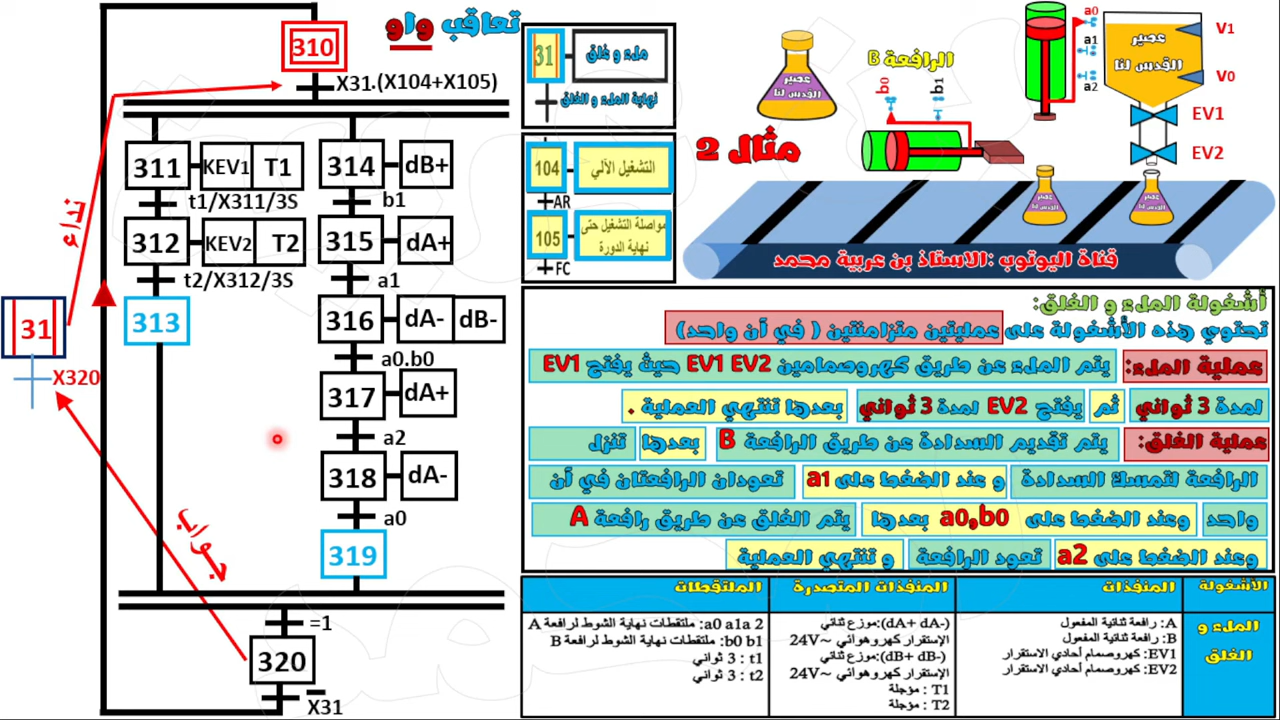 310
تعاقب واو
X31.(X104+X105)
311
KEV1
T1
t1/X311/3S
312
KEV2
T2
t2/X312/3S
313
314
dB+
b1
315
dA+
a1
316
dA-
dB-
a0.b0
317
dA+
a2
318
dA-
a0
319
=1
320
X31
نداء
31
X320
جواب
31
ملء و غلق
نهاية الملء و الغلق
104
التشغيل الآلي
AR
105
مواصلة التشغيل حتى
نهاية الدورة
FC
مثال 2
عصير
القدس لنا
الرافعة B
b0
b1
a0
a1
a2
عصير
القدس لنا
V1
V0
EV1
EV2
عصير
القدس لنا
عصير
القدس لنا
قناة اليوتوب :الاستاذ بن عربية محمد
أشغولة الملء و الغلق:
تحتوي هذه الأشغولة على عمليتين متزامنتين ( في آن واحد)
عملية الملء: يتم الملء عن طريق كهروصمامين EV1 EV2 حيث يفتح EV1
لمدة 3 ثواني ثم يفتح EV2 لمدة 3 ثواني بعدها تنتهي العملية .
عملية الغلق: يتم تقديم السدادة عن طريق الرافعة B بعدها تنزل
الرافعة لتمسك السدادة و عند الضغط على a1 تعودان الرافعتان في آن
واحد وعند الضغط على a0,b0 بعدها يتم الغلق عن طريق رافعة A
وعند الضغط على a2 تعود الرافعة و تنتهي العملية
الأشغولة
المنفذات
المنفذات المتصدرة
الملتقطات
الملء و
الغلق
A: رافعة ثنائية المفعول
B: رافعة ثنائية المفعول
EV1: كهروصمام أحادي الاستقرار
EV2: كهروصمام أحادي الاستقرار
(dA+ dA-):موزع ثنائي
الإستقرار كهروهوائي ~24V
(dB+ dB-):موزع ثنائي
الإستقرار كهروهوائي ~24V
T1 : مؤجلة
T2 : مؤجلة
a0 a1a 2: ملتقطات نهاية الشوط لرافعة A
b0 b1: ملتقطات نهاية الشوط لرافعة B
t1 : 3 ثواني
t2 : 3 ثواني